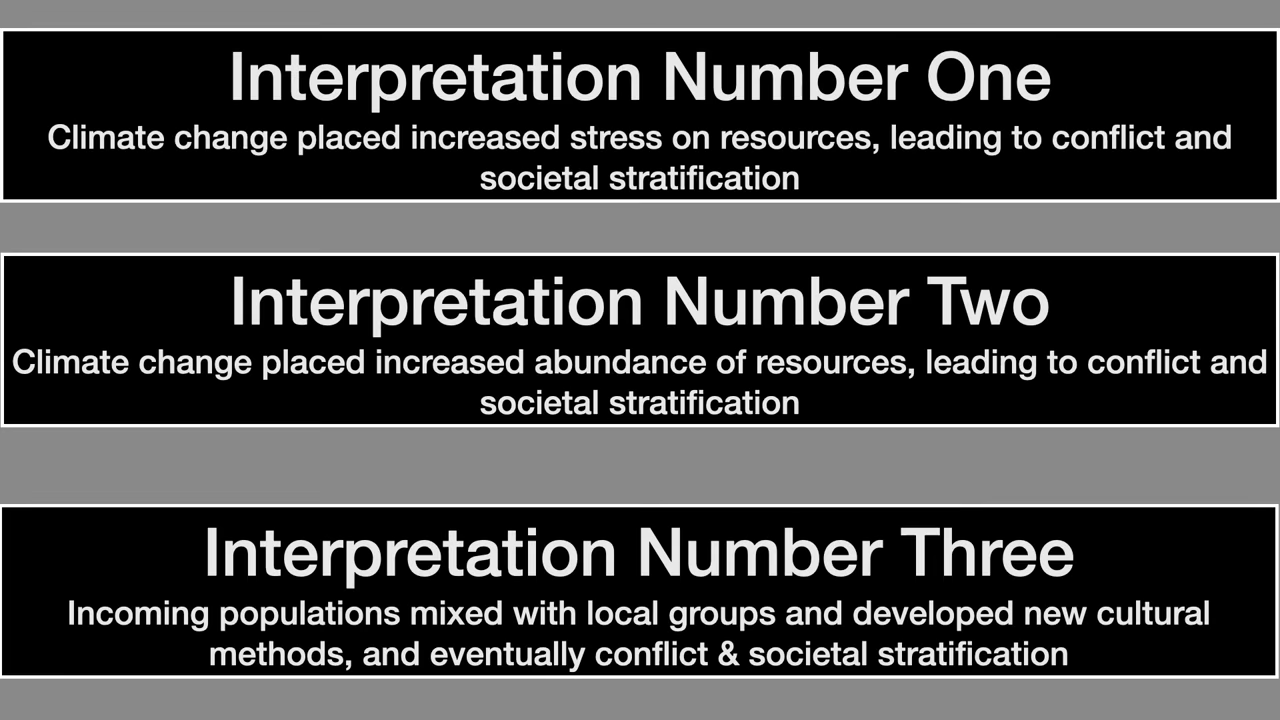 Interpretation Number One
Climate change placed increased stress on resources, leading to conflict and
societal stratification
Interpretation Number Two
Climate change placed increased abundance of resources, leading to conflict and
societal stratification
Interpretation Number Three
Incoming populations mixed with local groups and developed new cultural
methods, and eventually conflict & societal stratification